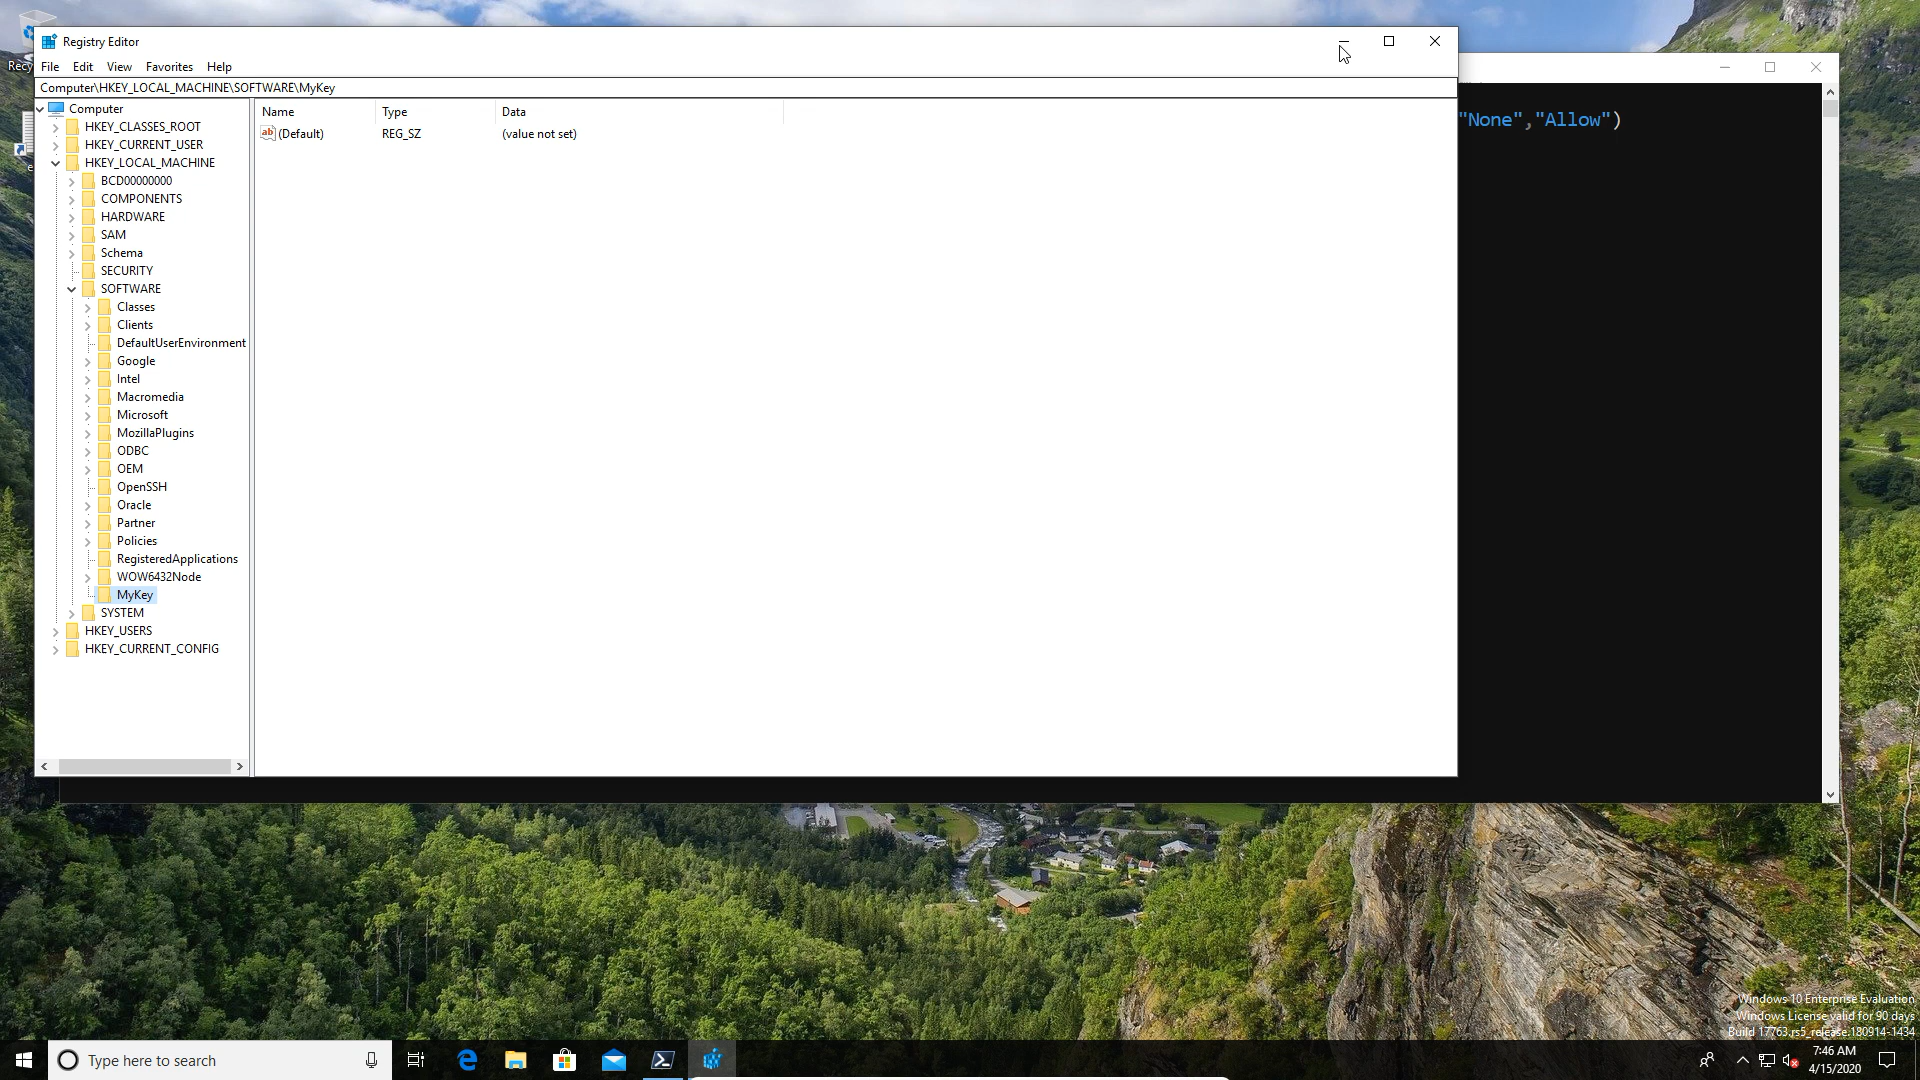 Recy
e
Registry Editor
File Edit View Favorites Help
Computer\HKEY_LOCAL_MACHINE\SOFTWARE\MyKey
Computer
HKEY_CLASSES_ROOT
HKEY_CURRENT_USER
HKEY_LOCAL_MACHINE
BCD00000000
COMPONENTS
HARDWARE
SAM
Schema
SECURITY
SOFTWARE
Classes
Clients
DefaultUserEnvironment
Google
Intel
Macromedia
Microsoft
MozillaPlugins
ODBC
OEM
OpenSSH
Oracle
Partner
Policies
RegisteredApplications
WOW6432Node
MyKey
SYSTEM
HKEY_USERS
HKEY_CURRENT_CONFIG
Name Type Data
(Default) REG_SZ (value not set)
"None","Allow")
Windows 10 Enterprise Evaluation
Windows License valid for 90 days
Build 17763.rs5_release.180914-1434
Type here to search
7:46 AM
4/15/2020